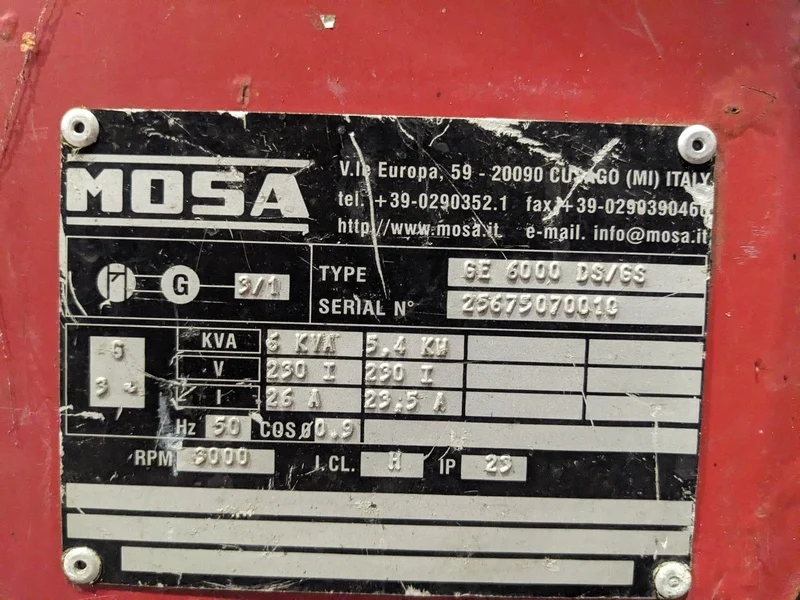 MOSA
V.le Europa, 59 - 20090 CUSAGO (MI) ITALY
tel. +39-0290352.1 fax +39-0290390466
http//www.mosa.it e-mail. info@mosa.it
G 3/1
TYPE GE 6000 DS/GS
SERIAL N°
G
3 ~
KVA 6 KVA 5.4 KW
V 230 I 230 I
I 26 A 23.5 A
Hz 50 COSØ 0.9
RPM 3000 I.CL. H IP 23